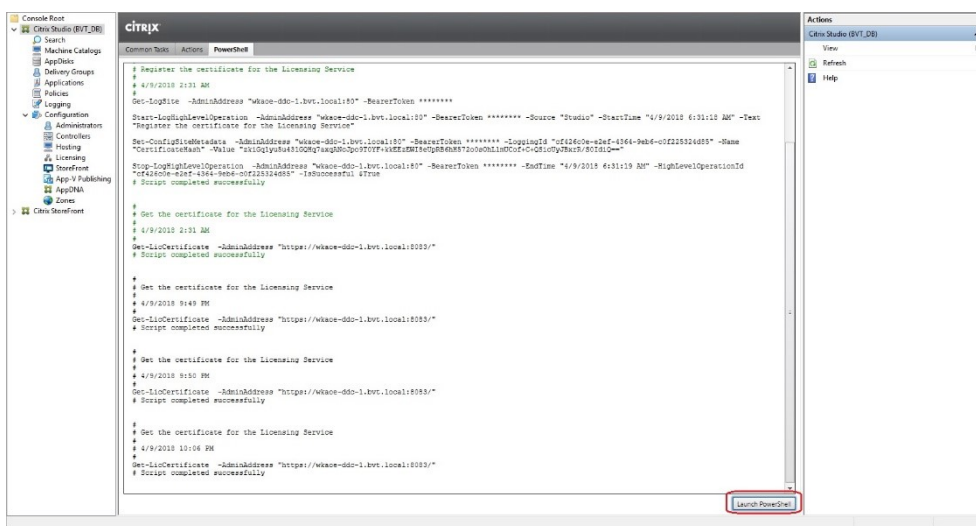 Console Root
Citrix Studio (BVT_DB)
Search
Machine Catalogs
AppDisks
Delivery Groups
Applications
Policies
Logging
Configuration
Administrators
Controllers
Hosting
Licensing
StoreFront
App-V Publishing
AppDNA
Zones
Citrix StoreFront
CİTRIX
Common Tasks Actions PowerShell
# Register the certificate for the Licensing Service
#
# 4/9/2018 2:31 AM
#
Get-LogSite -AdminAddress "wkace-ddc-1.bvt.local:80" -BearerToken ********
Start-LogHighLevelOperation -AdminAddress "wkace-ddc-1.bvt.local:80" -BearerToken ******** -Source "Studio" -StartTime "4/9/2018 6:31:18 AM" -Text
"Register the certificate for the Licensing Service"
Set-ConfigSiteMetadata -AdminAddress "wkace-ddc-1.bvt.local:80" -BearerToken ******** -LoggingId "cf426c0e-e2ef-4364-9eb6-c0f225324d85" -Name
"CertificateHash" -Value
Stop-LogHighLevelOperation -AdminAddress "wkace-ddc-1.bvt.local:80" -BearerToken ******** -EndTime "4/9/2018 6:31:19 AM" -HighLevelOperationId
"cf426c0e-e2ef-4364-9eb6-c0f225324d85" -IsSuccessful $True
# Script completed successfully
#
# Get the certificate for the Licensing Service
#
# 4/9/2018 2:31 AM
#
Get-LicCertificate -AdminAddress "https://wkace-ddc-1.bvt.local:8083/"
# Script completed successfully
#
# Get the certificate for the Licensing Service
#
# 4/9/2018 9:49 PM
#
Get-LicCertificate -AdminAddress "https://wkace-ddc-1.bvt.local:8083/"
# Script completed successfully
#
# Get the certificate for the Licensing Service
#
# 4/9/2018 9:50 PM
#
Get-LicCertificate -AdminAddress "https://wkace-ddc-1.bvt.local:8083/"
# Script completed successfully
#
# Get the certificate for the Licensing Service
#
# 4/9/2018 10:06 PM
#
Get-LicCertificate -AdminAddress "https://wkace-ddc-1.bvt.local:8083/"
# Script completed successfully
Launch PowerShell
Actions
Citrix Studio (BVT_DB)
View
Refresh
Help